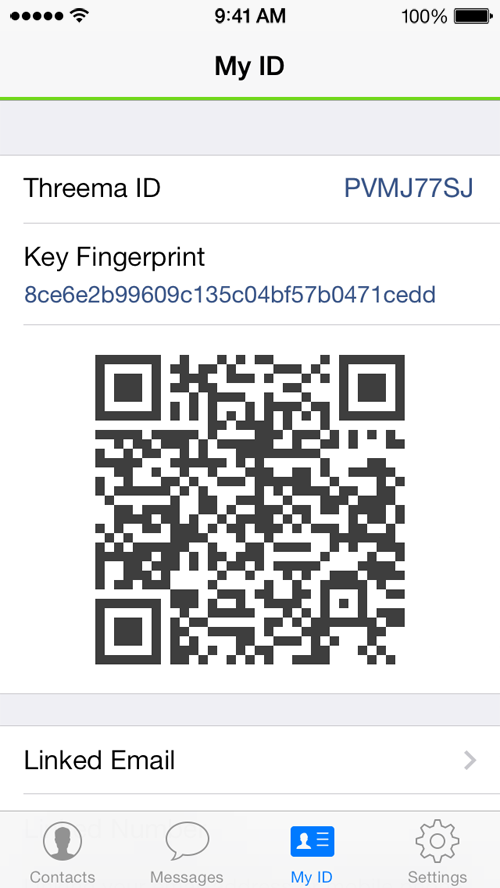 9:41 AM
100%
My ID
Threema ID PVMJ77SJ
Key Fingerprint
8ce6e2b99609c135c04bf57b0471cedd
Linked Email
Contacts Messages My ID Settings